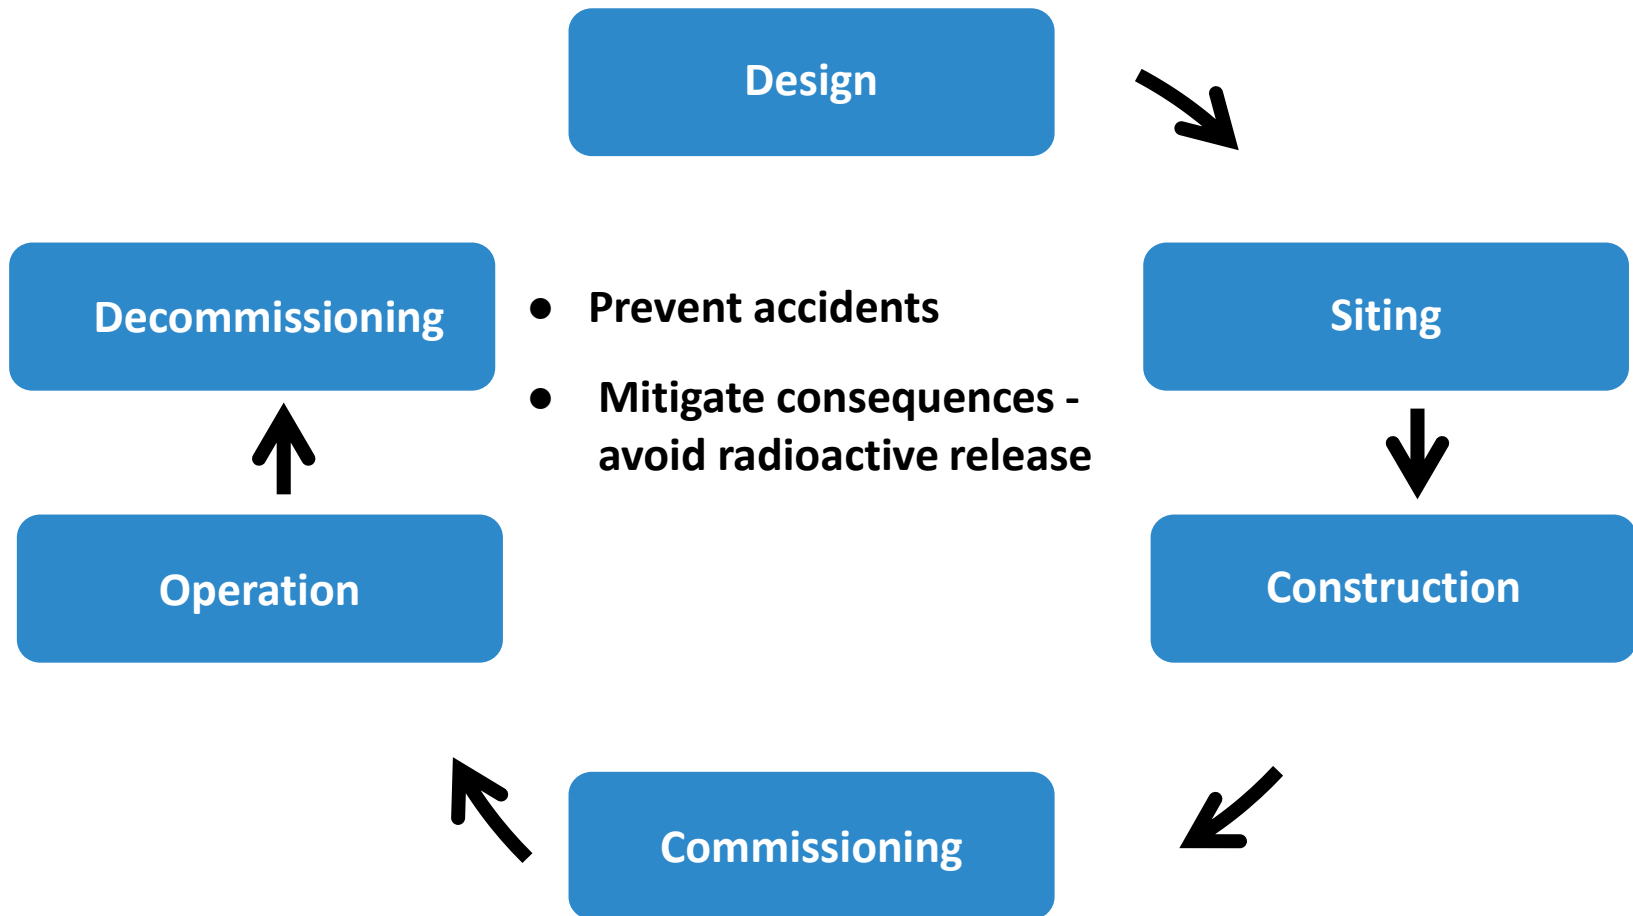 Design
Decommissioning
● Prevent accidents
Siting
● Mitigate consequences -
avoid radioactive release
Operation
Construction
Commissioning